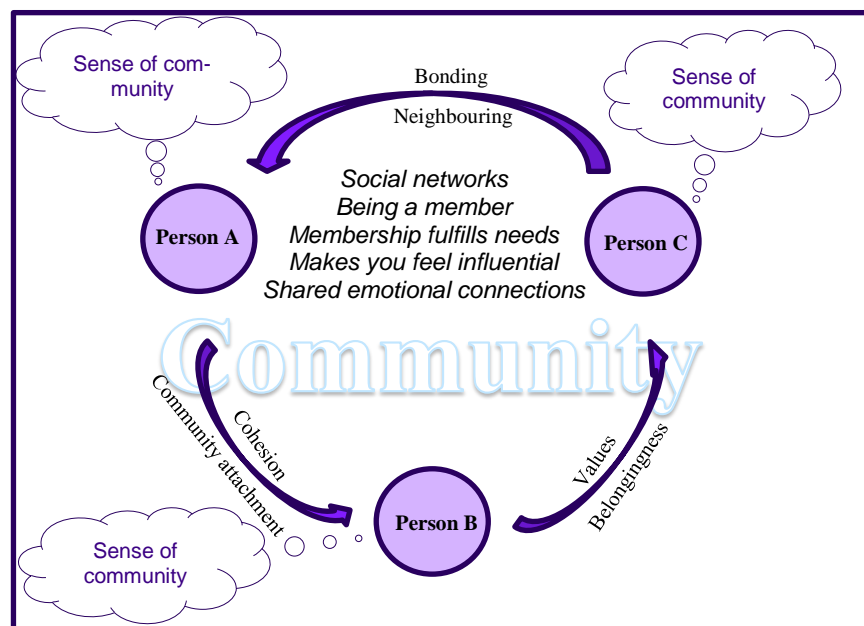 Sense of com-
munity
Bonding
Neighbouring
Sense of
community
Person A
Social networks
Being a member
Membership fulfills needs
Makes you feel influential
Shared emotional connections
Person C
Community
Cohesion
Community attachment
Values
Belongingness
Person B
Sense of
community